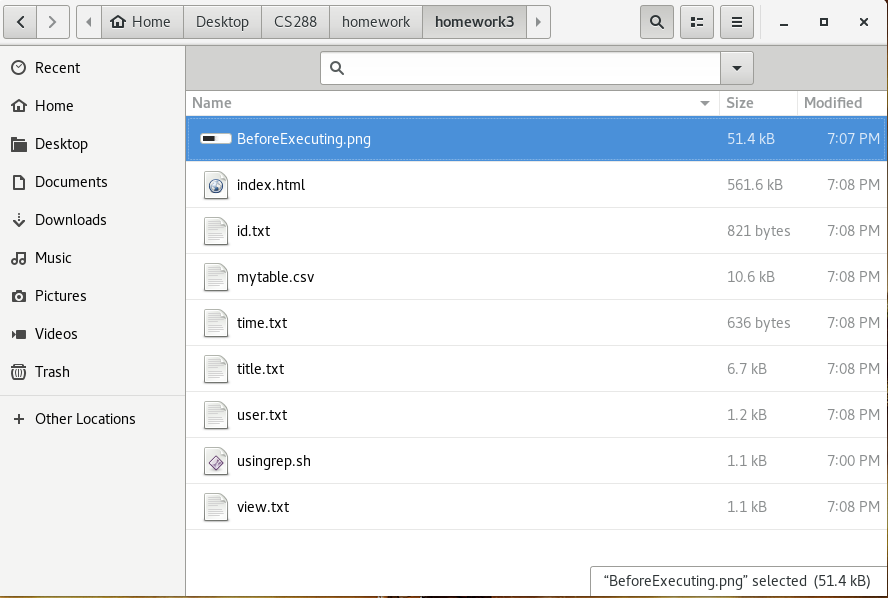 Home Desktop CS288 homework homework3
Recent
Home
Desktop
Documents
Downloads
Music
Pictures
Videos
Trash
Other Locations
Name Size Modified
BeforeExecuting.png 51.4 kB 7:07 PM
index.html 561.6 kB 7:08 PM
id.txt 821 bytes 7:08 PM
mytable.csv 10.6 kB 7:08 PM
time.txt 636 bytes 7:08 PM
title.txt 6.7 kB 7:08 PM
user.txt 1.2 kB 7:08 PM
usingrep.sh 1.1 kB 7:00 PM
view.txt 1.1 kB 7:08 PM
“BeforeExecuting.png” selected (51.4 kB)